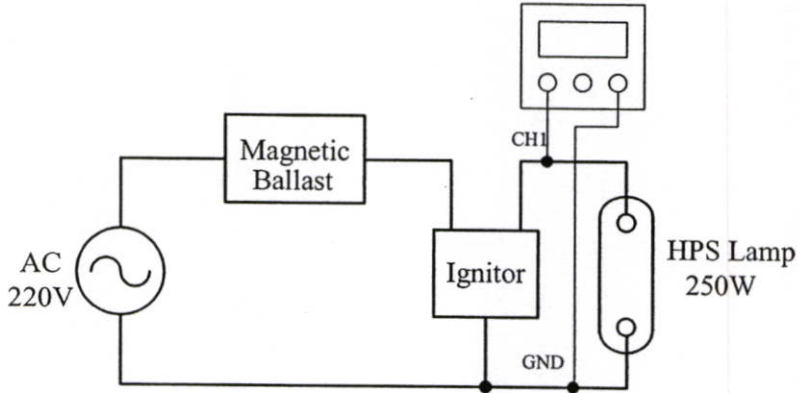 CH1
Magnetic
Ballast
AC
220V
Ignitor
HPS Lamp
250W
GND